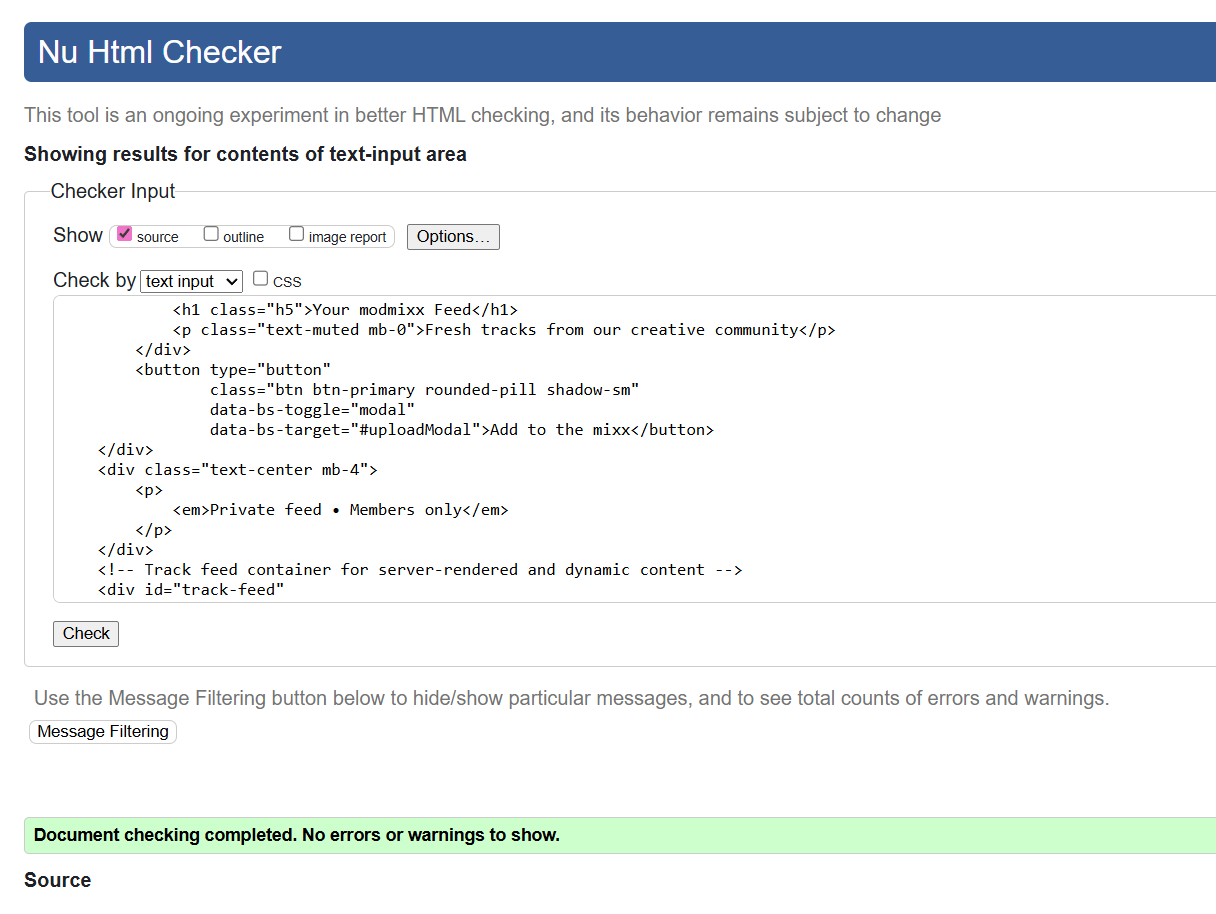 Nu Html Checker
This tool is an ongoing experiment in better HTML checking, and its behavior remains subject to change
Showing results for contents of text-input area
Checker Input
Show source outline image report Options...
Check by text input CSS
<h1 class="h5">Your modmixx Feed</h1>
<p class="text-muted mb-0">Fresh tracks from our creative community</p>
</div>
<button type="button"
class="btn btn-primary rounded-pill shadow-sm"
data-bs-toggle="modal"
data-bs-target="#uploadModal">Add to the mixx</button>
</div>
<div class="text-center mb-4">
<p>
<em>Private feed • Members only</em>
</p>
</div>
<!-- Track feed container for server-rendered and dynamic content -->
<div id="track-feed"
Check
Use the Message Filtering button below to hide/show particular messages, and to see total counts of errors and warnings.
Message Filtering
Document checking completed. No errors or warnings to show.
Source